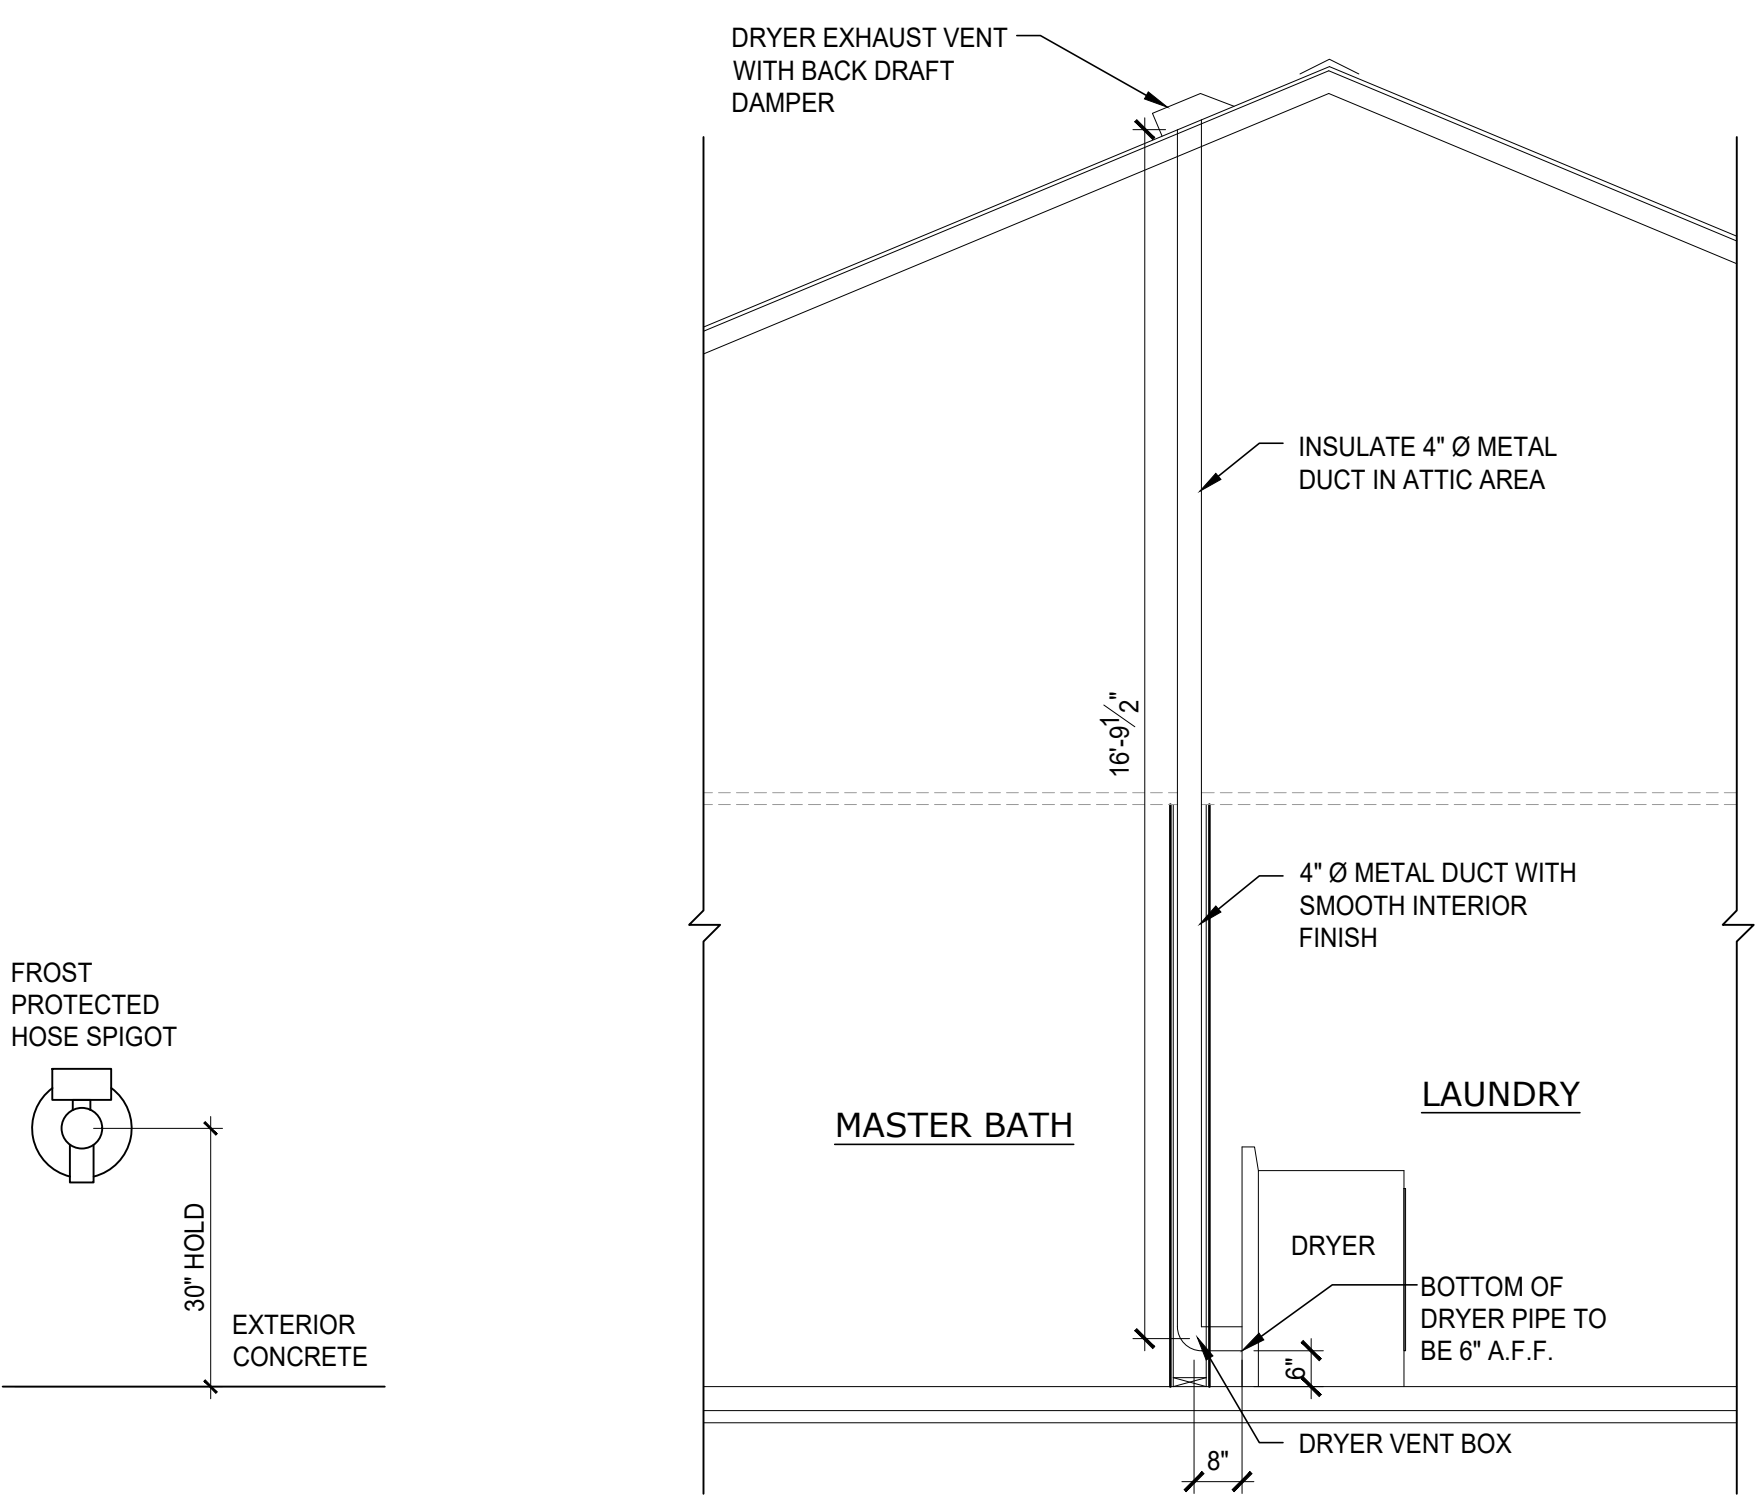 DRYER EXHAUST VENT
WITH BACK DRAFT
DAMPER
INSULATE 4" Ø METAL
DUCT IN ATTIC AREA
16'-9 1/2"
4" Ø METAL DUCT WITH
SMOOTH INTERIOR
FINISH
FROST
PROTECTED
HOSE SPIGOT
MASTER BATH
LAUNDRY
30" HOLD
EXTERIOR
CONCRETE
DRYER
BOTTOM OF
DRYER PIPE TO
BE 6" A.F.F.
6"
DRYER VENT BOX
8"